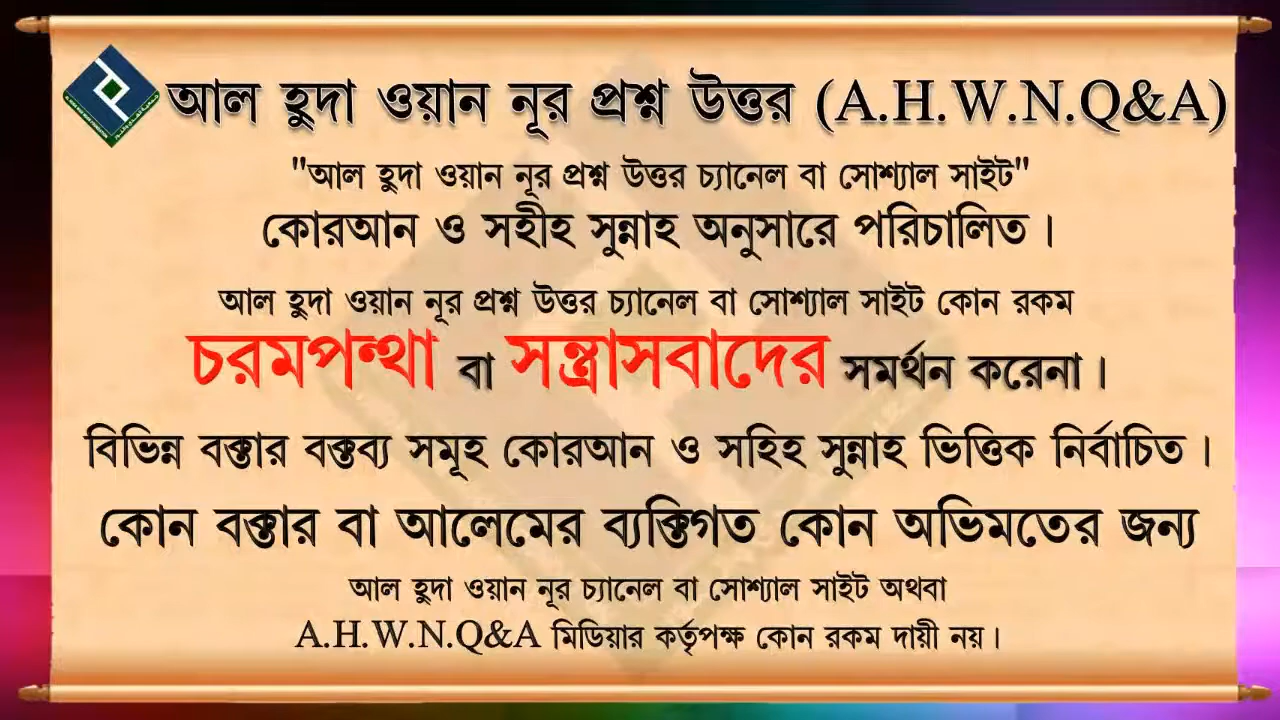 আল হুদা ওয়ান নূর প্রশ্ন উত্তর (A.H.W.N.Q&A)
"আল হুদা ওয়ান নূর প্রশ্ন উত্তর চ্যানেল বা সোশ্যাল সাইট"
কোরআন ও সহীহ সুন্নাহ অনুসারে পরিচালিত।
আল হুদা ওয়ান নূর প্রশ্ন উত্তর চ্যানেল বা সোশ্যাল সাইট কোন রকম
চরমপন্থা বা সন্ত্রাসবাদের সমর্থন করেনা।
বিভিন্ন বক্তার বক্তব্য সমূহ কোরআন ও সহিহ সুন্নাহ ভিত্তিক নির্বাচিত।
কোন বক্তার বা আলেমের ব্যক্তিগত কোন অভিমতের জন্য
আল হুদা ওয়ান নূর চ্যানেল বা সোশ্যাল সাইট অথবা
A.H.W.N.Q&A মিডিয়ার কর্তৃপক্ষ কোন রকম দায়ী নয়।